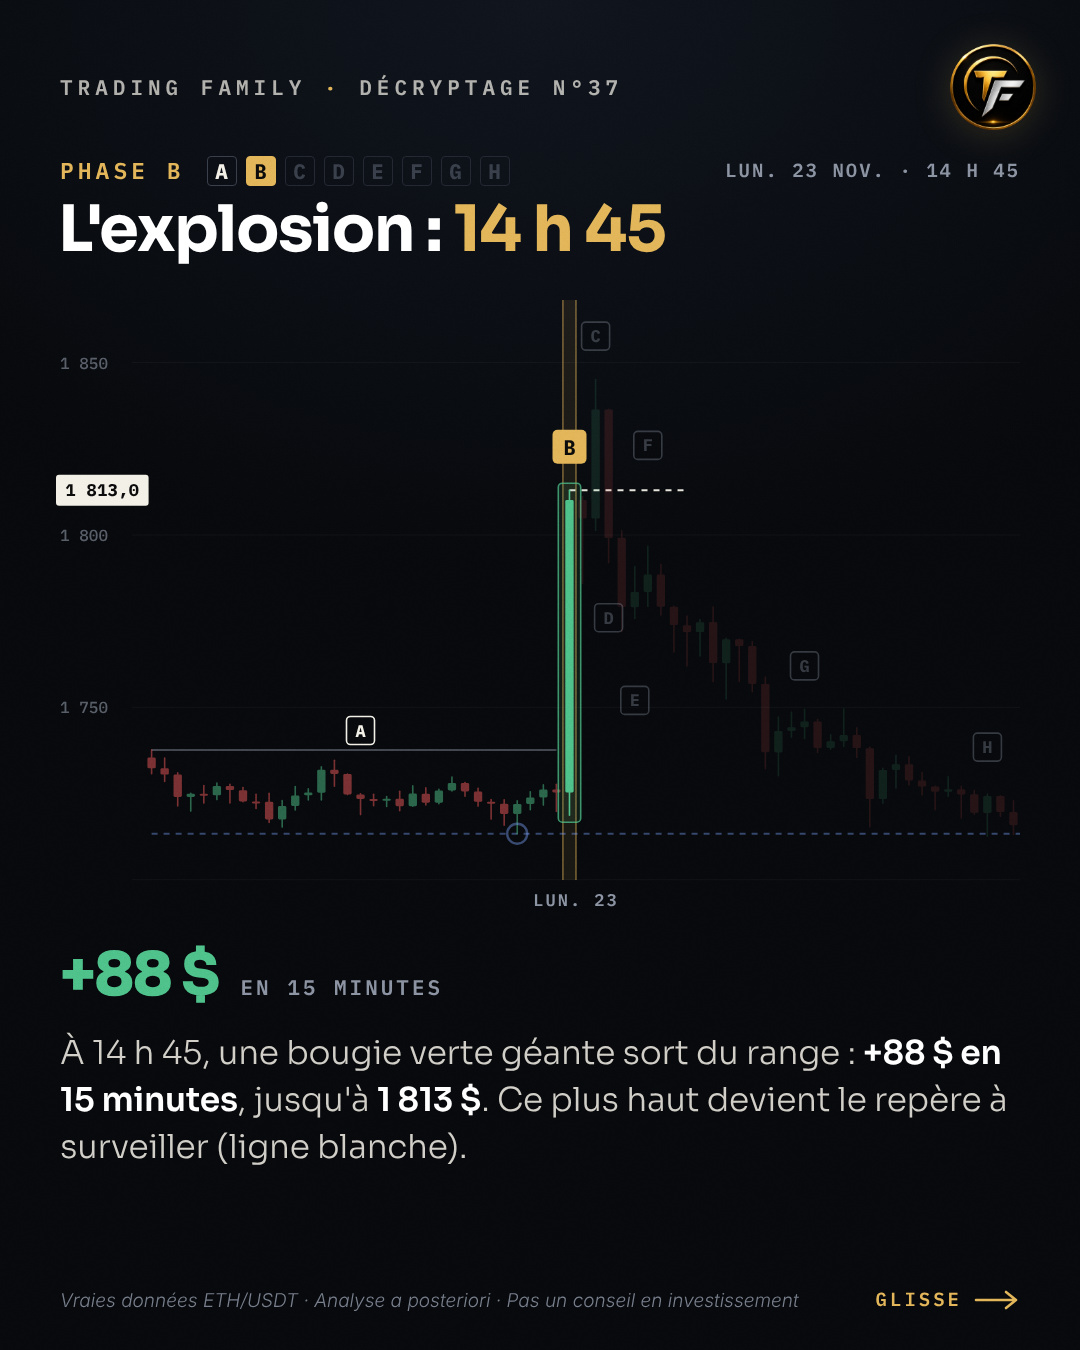 TRADING FAMILY · DÉCRYPTAGE N°37
TF
PHASE B A B C D E F G H
LUN. 23 NOV. · 14 H 45
L'explosion : 14 h 45
C
1 850
B
F
1 813,0
1 800
D
G
E
1 750
A
H
LUN. 23
+88 $ EN 15 MINUTES
À 14 h 45, une bougie verte géante sort du range : +88 $ en
15 minutes, jusqu'à 1 813 $. Ce plus haut devient le repère à
surveiller (ligne blanche).
Vraies données ETH/USDT · Analyse a posteriori · Pas un conseil en investissement
GLISSE →